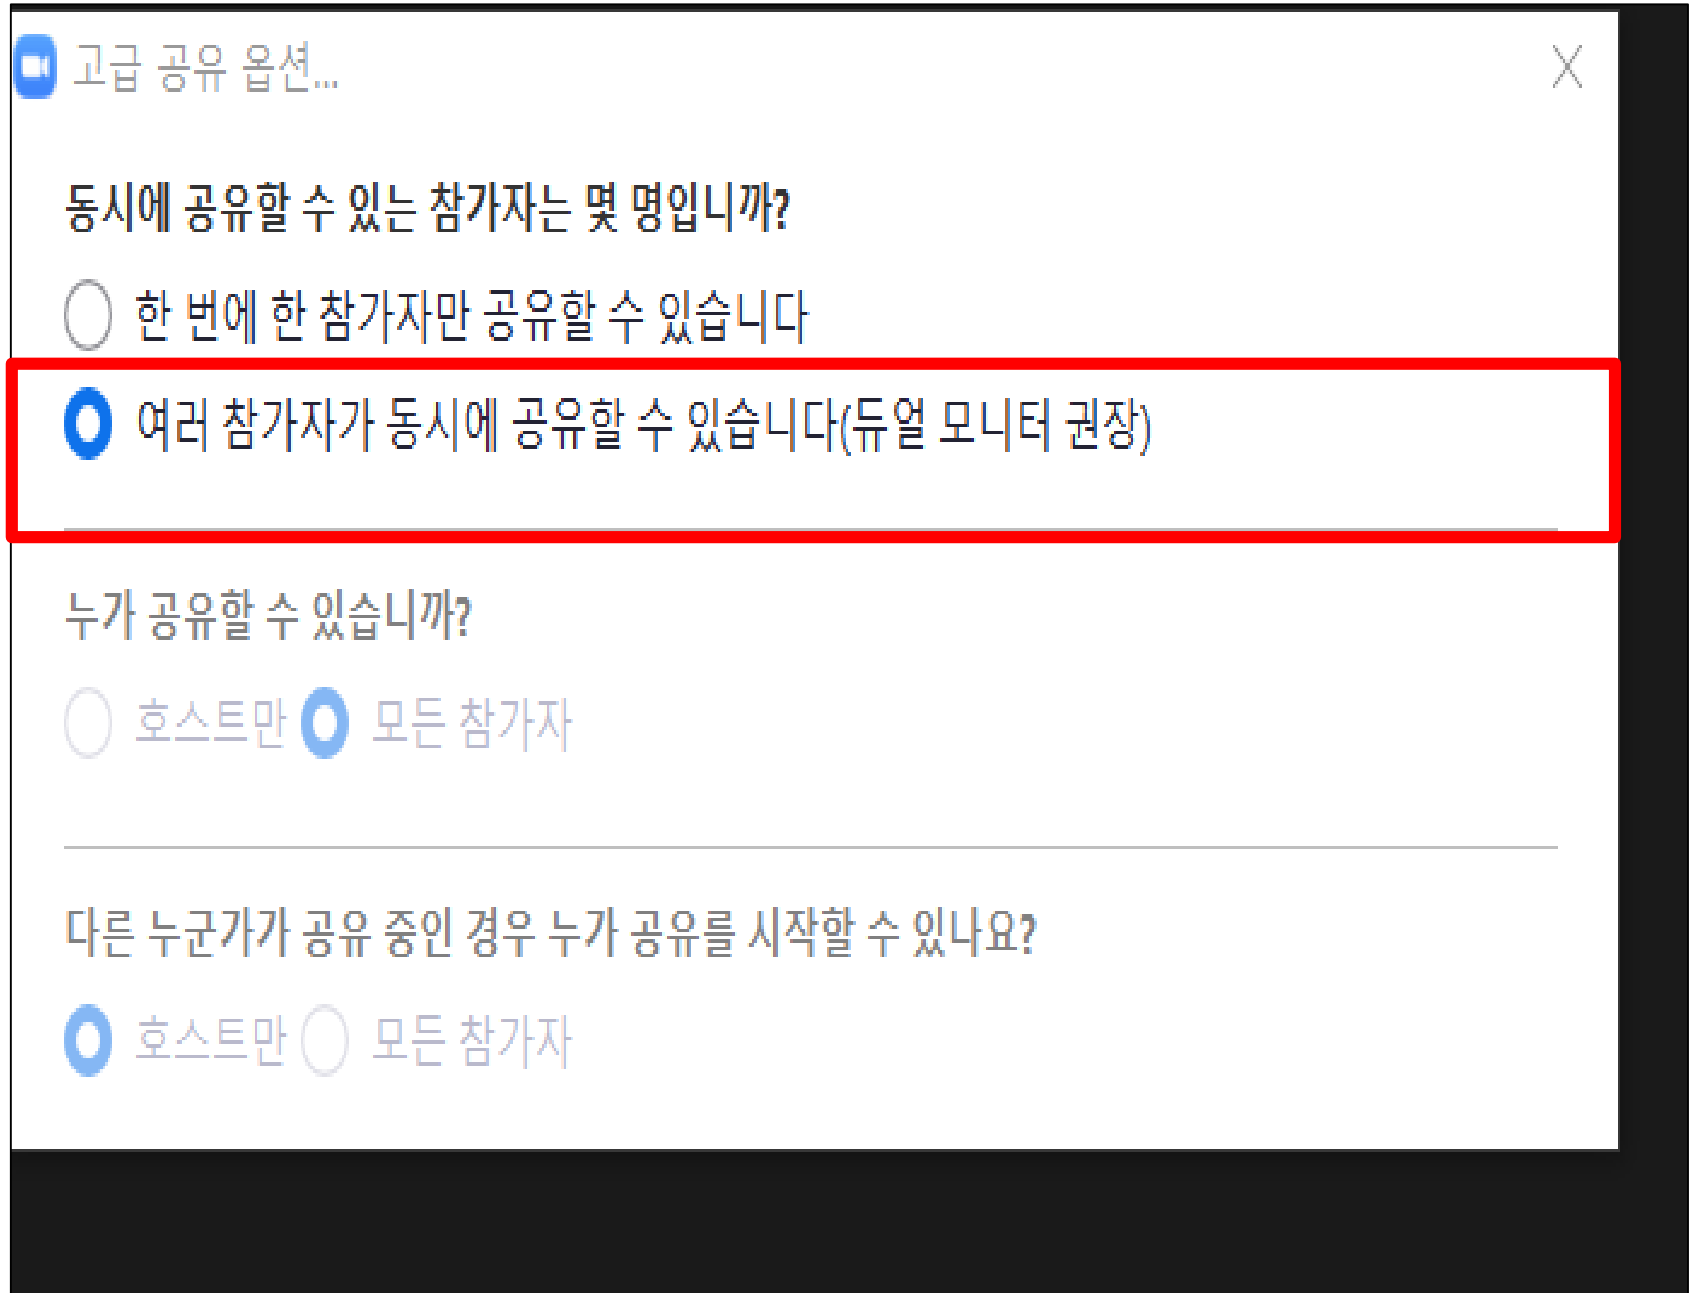 고급 공유 옵션...
동시에 공유할 수 있는 참가자는 몇 명입니까?
한 번에 한 참가자만 공유할 수 있습니다
여러 참가자가 동시에 공유할 수 있습니다(듀얼 모니터 권장)
누가 공유할 수 있습니까?
호스트만 모든 참가자
다른 누군가가 공유 중인 경우 누가 공유를 시작할 수 있나요?
호스트만 모든 참가자